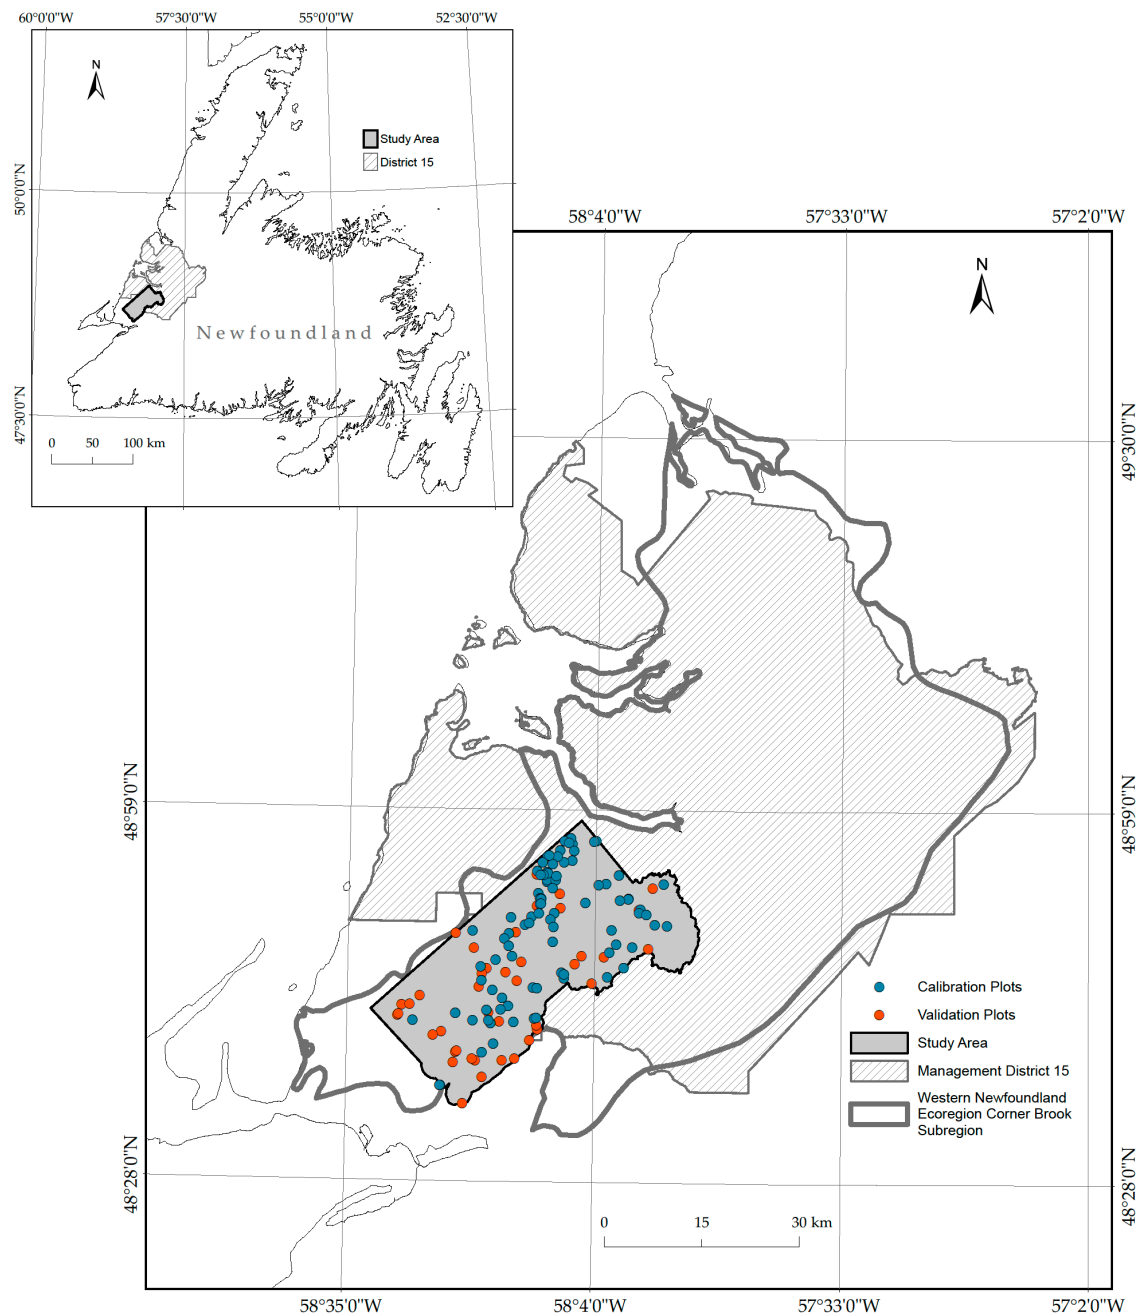 60°0'0"W
57°30'0"W
55°0'0"W
52°30'0"W
N
Study Area
District 15
50°0'0"N
Newfoundland
47°30'0"N
0 50 100 km
58°4'0"W
57°33'0"W
57°2'0"W
N
49°30'0"N
48°59'0"N
48°59'0"N
Calibration Plots
Validation Plots
Study Area
Management District 15
Western Newfoundland
Ecoregion Corner Brook
Subregion
48°28'0"N
48°28'0"N
0 15 30 km
58°35'0"W
58°4'0"W
57°33'0"W
57°2'0"W